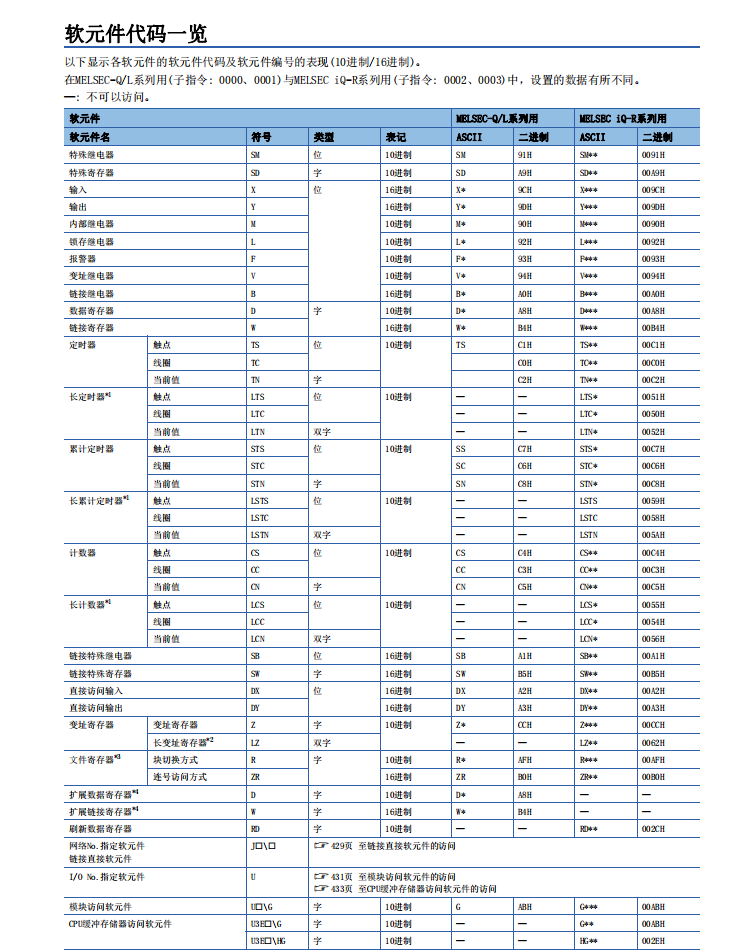 软元件代码一览
以下显示各软元件的软元件代码及软元件编号的表现(10进制/16进制)。
在MELSEC-Q/L系列用(子指令: 0000、0001)与MELSEC iQ-R系列用(子指令: 0002、0003)中，设置的数据有所不同。
—: 不可以访问。
软元件 MELSEC-Q/L系列用 MELSEC iQ-R系列用
软元件名 符号 类型 表记 ASCII 二进制 ASCII 二进制
特殊继电器 SM 位 10进制 SM 91H SM** 0091H
特殊寄存器 SD 字 10进制 SD A9H SD** 00A9H
输入 X 位 16进制 X* 9CH X*** 009CH
输出 Y 16进制 Y* 9DH Y*** 009DH
内部继电器 M 10进制 M* 90H M*** 0090H
锁存继电器 L 10进制 L* 92H L*** 0092H
报警器 F 10进制 F* 93H F*** 0093H
变址继电器 V 10进制 V* 94H V*** 0094H
链接继电器 B 16进制 B* A0H B*** 00A0H
数据寄存器 D 字 10进制 D* A8H D*** 00A8H
链接寄存器 W 16进制 W* B4H W*** 00B4H
定时器 触点 TS 位 10进制 TS C1H TS** 00C1H
线圈 TC C0H TC** 00C0H
当前值 TN 字 C2H TN** 00C2H
长定时器*1 触点 LTS 位 10进制 — — LTS* 0051H
线圈 LTC — — LTC* 0050H
当前值 LTN 双字 — — LTN* 0052H
累计定时器 触点 STS 位 10进制 SS C7H STS* 00C7H
线圈 STC SC C6H STC* 00C6H
当前值 STN 字 SN C8H STN* 00C8H
长累计定时器*1 触点 LSTS 位 10进制 — — LSTS 0059H
线圈 LSTC — — LSTC 0058H
当前值 LSTN 双字 — — LSTN 005AH
计数器 触点 CS 位 10进制 CS C4H CS** 00C4H
线圈 CC CC C3H CC** 00C3H
当前值 CN 字 CN C5H CN** 00C5H
长计数器*1 触点 LCS 位 10进制 — — LCS* 0055H
线圈 LCC — — LCC* 0054H
当前值 LCN 双字 — — LCN* 0056H
链接特殊继电器 SB 位 16进制 SB A1H SB** 00A1H
链接特殊寄存器 SW 字 16进制 SW B5H SW** 00B5H
直接访问输入 DX 位 16进制 DX A2H DX** 00A2H
直接访问输出 DY 16进制 DY A3H DY** 00A3H
变址寄存器 变址寄存器 Z 字 10进制 Z* CCH Z*** 00CCH
长变址寄存器*2 LZ 双字 — — LZ** 0062H
文件寄存器*3 块切换方式 R 字 10进制 R* AFH R*** 00AFH
连号访问方式 ZR 16进制 ZR B0H ZR** 00B0H
扩展数据寄存器*4 D 字 10进制 D* A8H — —
扩展链接寄存器*4 W 字 16进制 W* B4H — —
刷新数据寄存器 RD 字 10进制 — — RD** 002CH
网络No.指定软元件 J□\□ ☞ 429页 至链接直接软元件的访问
链接直接软元件
I/O No.指定软元件 U ☞ 431页 至模块访问软元件的访问
☞ 433页 至CPU缓冲存储器访问软元件的访问
模块访问软元件 U□\G 字 10进制 G ABH G*** 00ABH
CPU缓冲存储器访问软元件 U3E□\G 字 10进制 — — G** 00ABH
U3E□\HG 字 10进制 — — HG** 002EH